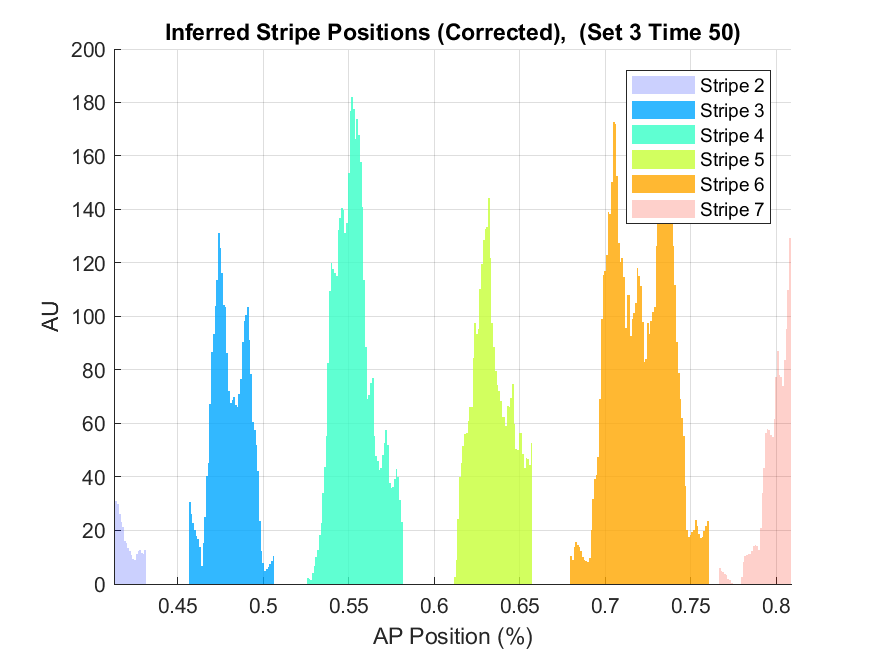 Inferred Stripe Positions (Corrected),  (Set 3 Time 50)
200
180
160
140
120
100
80
60
40
20
0
AU
Stripe 2
Stripe 3
Stripe 4
Stripe 5
Stripe 6
Stripe 7
0.45 0.5 0.55 0.6 0.65 0.7 0.75 0.8
AP Position (%)